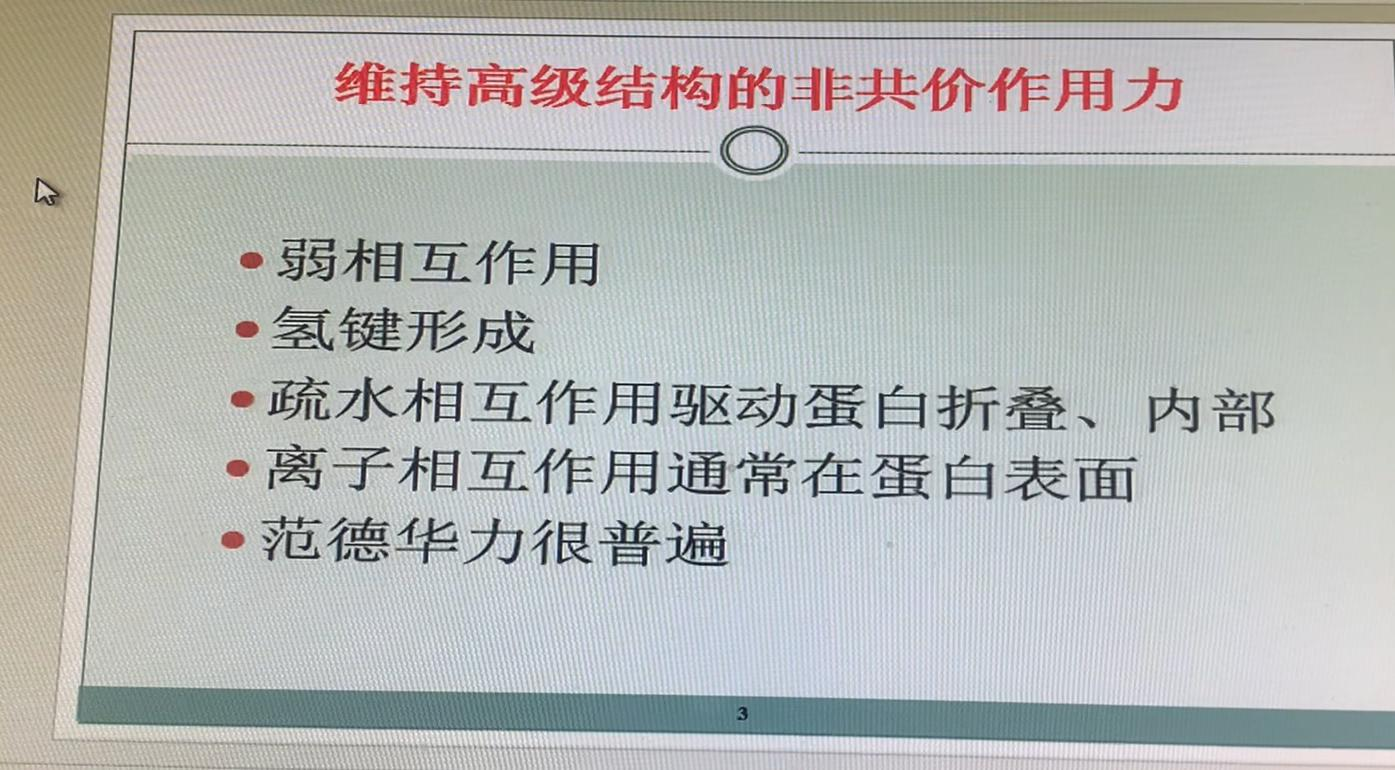 维持高级结构的非共价作用力
弱相互作用
氢键形成
疏水相互作用驱动蛋白折叠、内部
离子相互作用通常在蛋白表面
范德华力很普遍
3